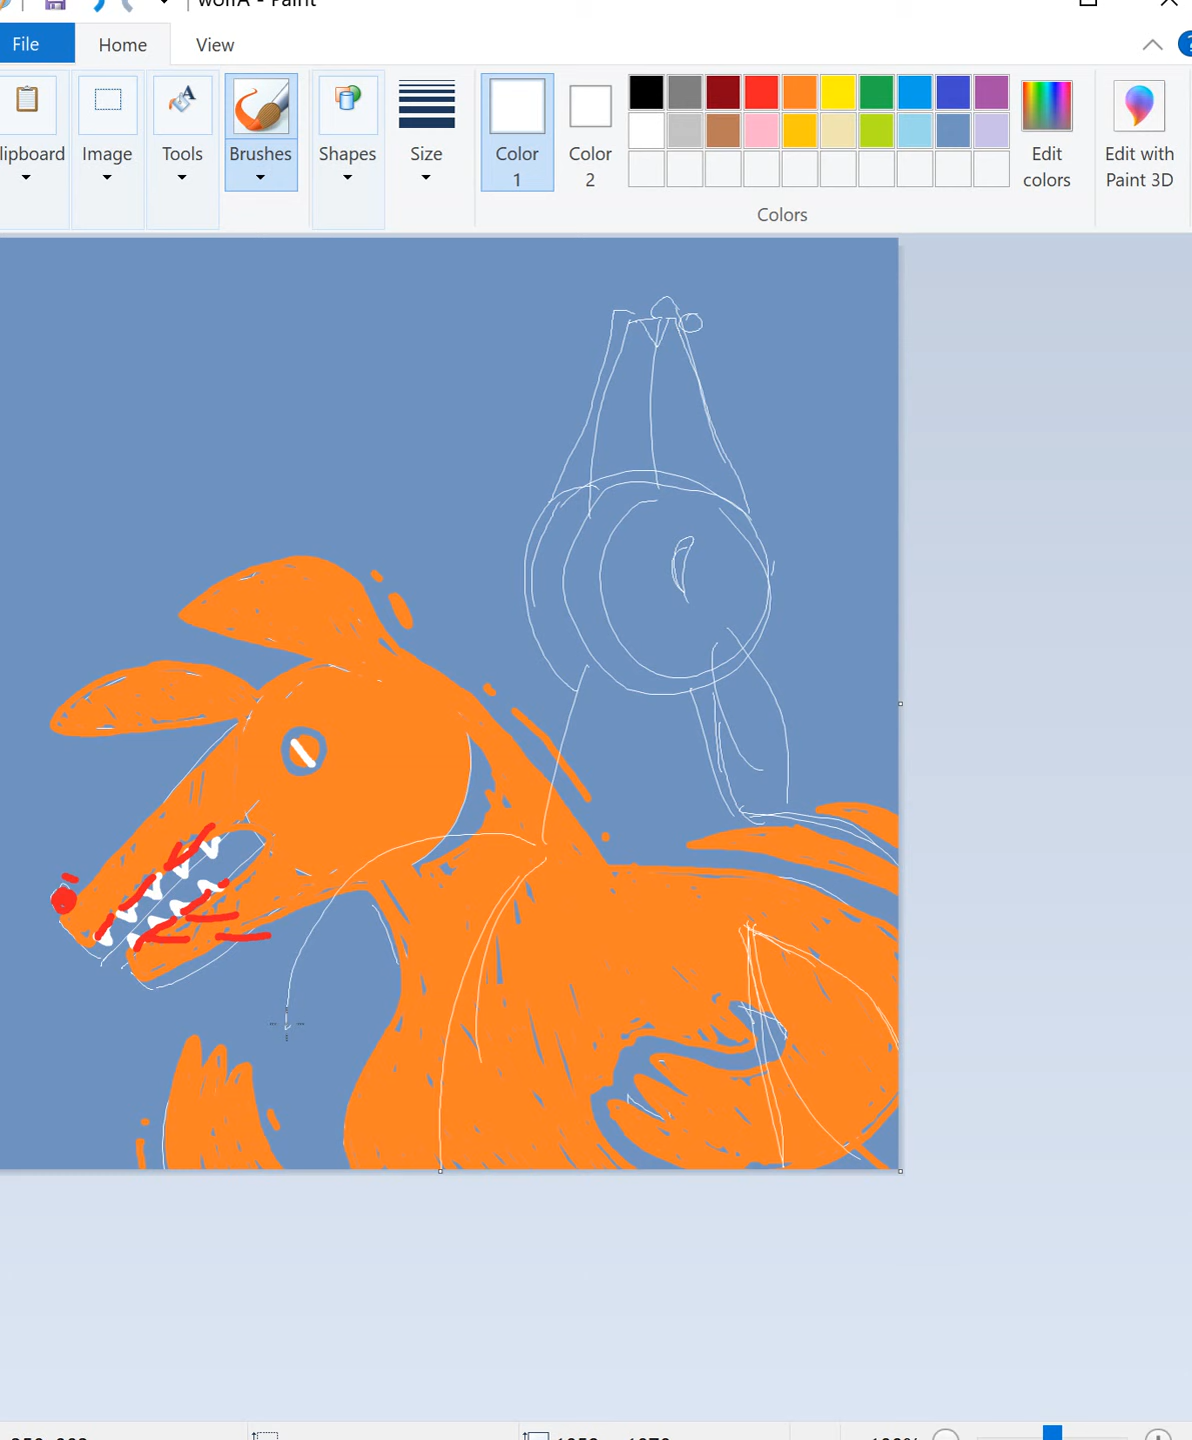 File Home View
lipboard Image Tools Brushes Shapes Size Color 1 Color 2 Edit colors Edit with Paint 3D
Colors